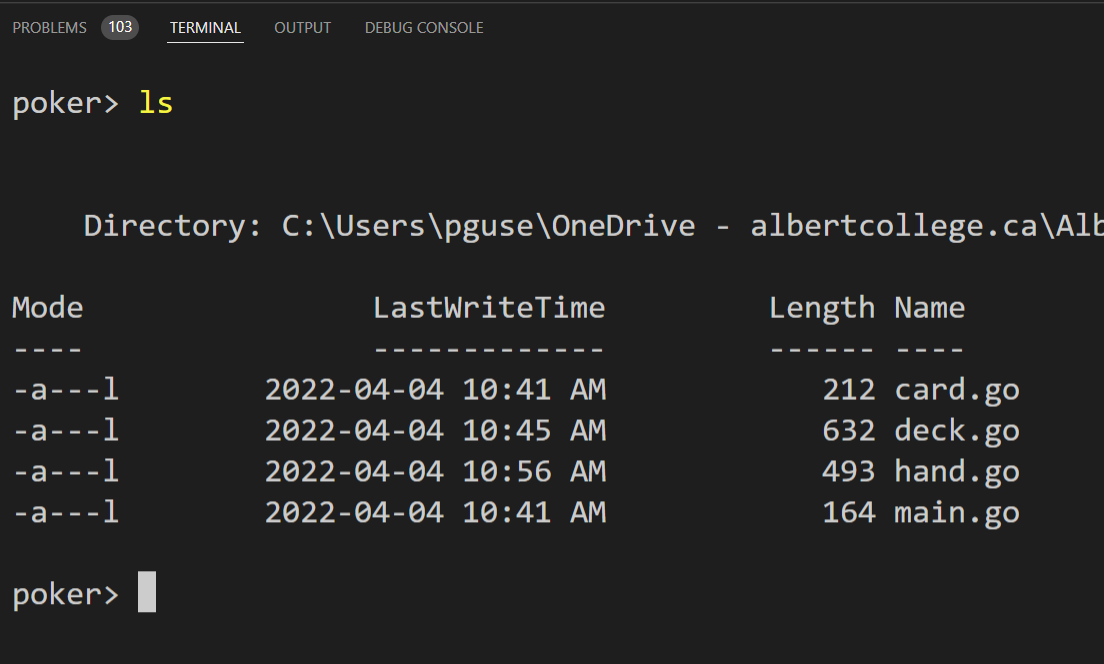 PROBLEMS 103 TERMINAL OUTPUT DEBUG CONSOLE
poker> ls
Directory: C:\Users\pguse\OneDrive - albertcollege.ca\Alb
Mode LastWriteTime Length Name
---- ------------- ------ ----
-a---l 2022-04-04 10:41 AM 212 card.go
-a---l 2022-04-04 10:45 AM 632 deck.go
-a---l 2022-04-04 10:56 AM 493 hand.go
-a---l 2022-04-04 10:41 AM 164 main.go
poker>